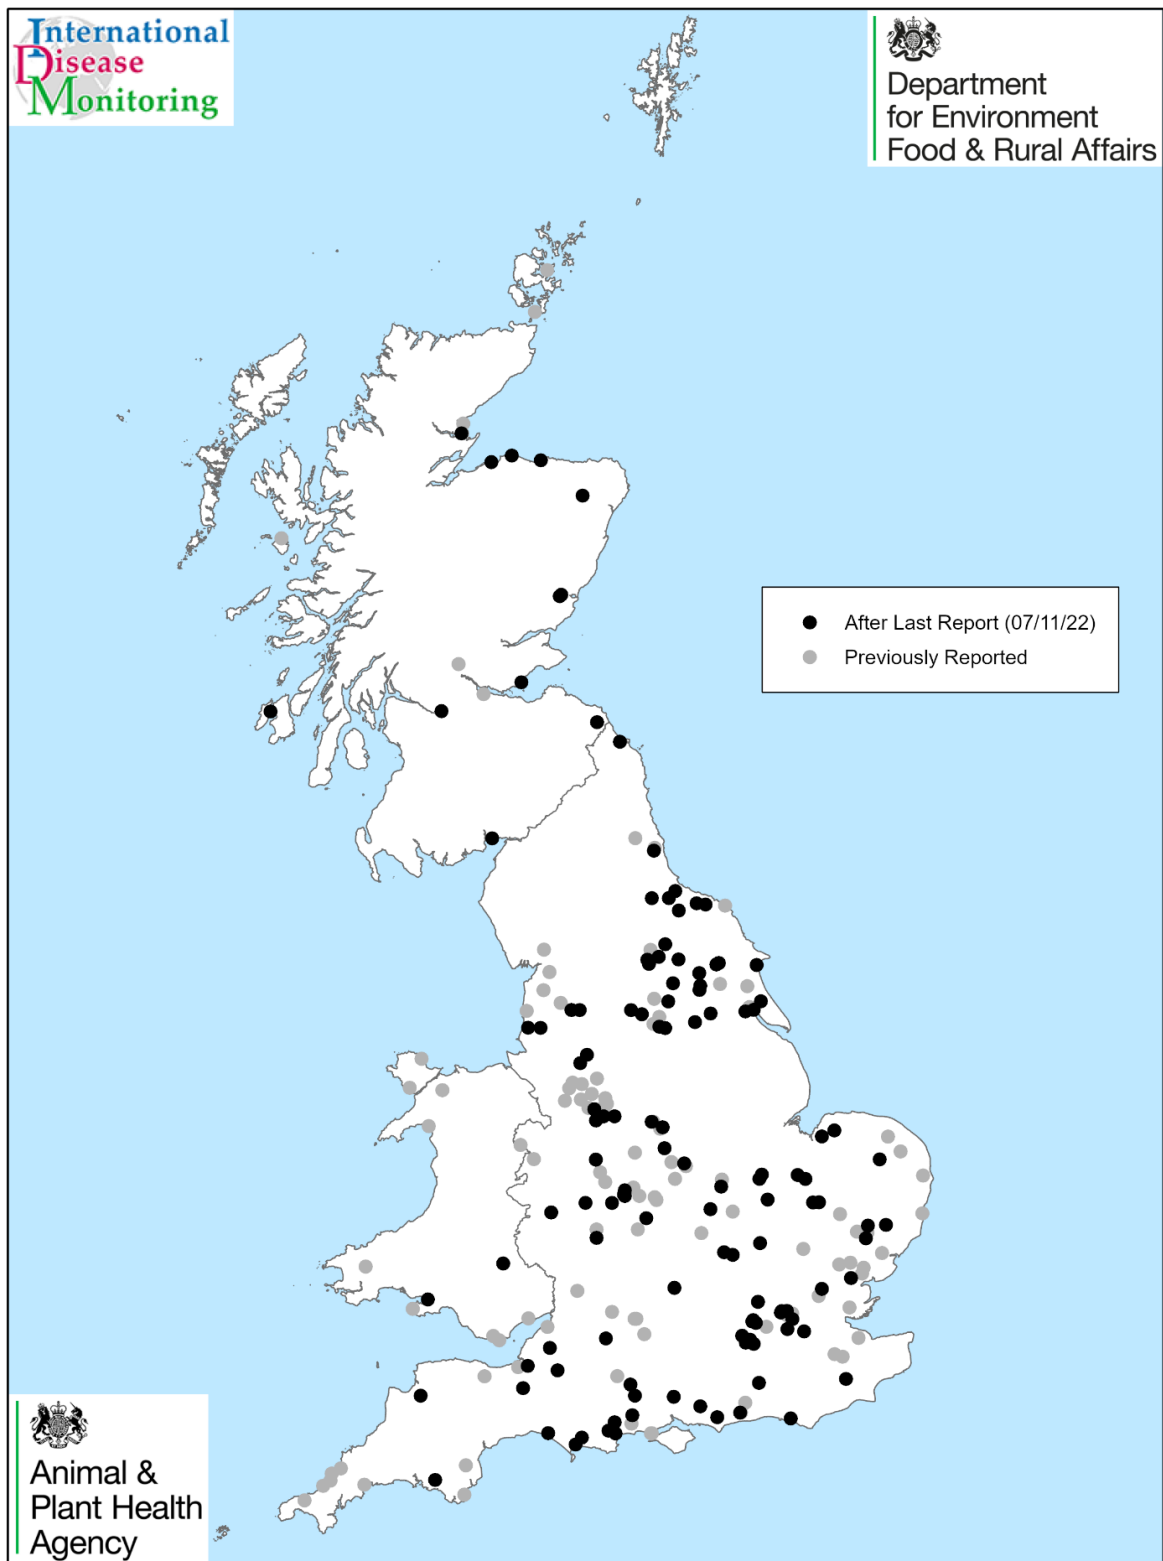 International
Disease
Monitoring
Department
for Environment
Food & Rural Affairs
After Last Report (07/11/22)
Previously Reported
Animal &
Plant Health
Agency